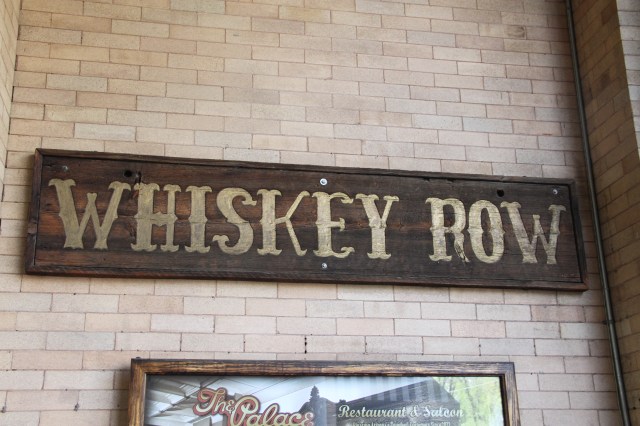 WHISKEY ROW
The Palace
Restaurant & Saloon